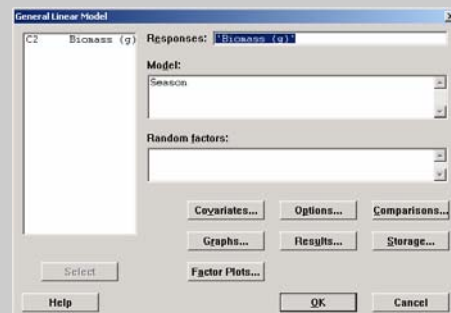 General Linear Model
C2 Biomass (g)
Responses: 'Biomass (g)'
Model:
Season
Random factors:
Covariates... Options... Comparisons...
Graphs... Results... Storage...
Select Factor Plots...
Help OK Cancel